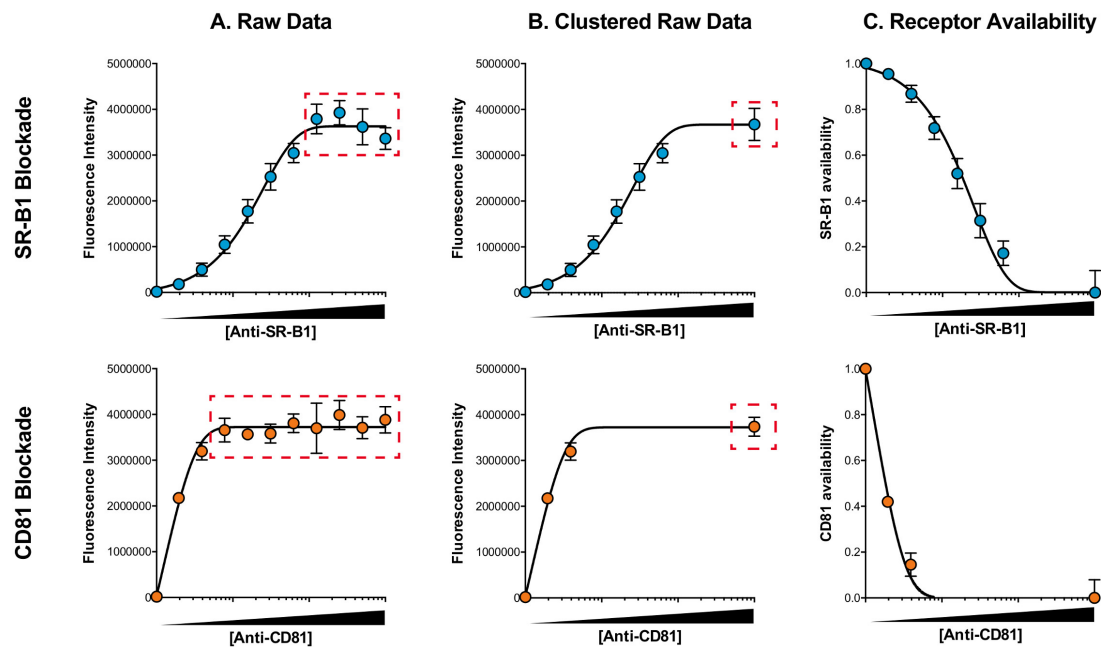 A. Raw Data
B. Clustered Raw Data
C. Receptor Availability
SR-B1 Blockade
Fluorescence Intensity
5000000
4000000
3000000
2000000
1000000
0
[Anti-SR-B1]
Fluorescence Intensity
5000000
4000000
3000000
2000000
1000000
0
[Anti-SR-B1]
SR-B1 availability
1.0
0.8
0.6
0.4
0.2
0.0
[Anti-SR-B1]
CD81 Blockade
Fluorescence Intensity
5000000
4000000
3000000
2000000
1000000
0
[Anti-CD81]
Fluorescence Intensity
5000000
4000000
3000000
2000000
1000000
0
[Anti-CD81]
CD81 availability
1.0
0.8
0.6
0.4
0.2
0.0
[Anti-CD81]